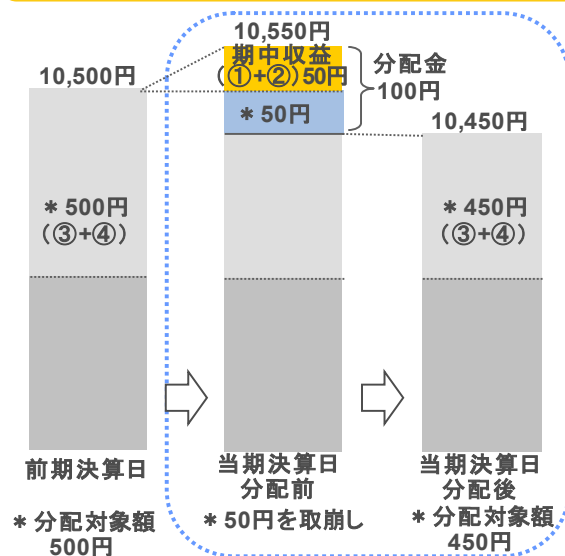 10,550円
期中収益
(①+②)50円
分配金
100円
10,500円
＊50円
10,450円
＊500円
(③+④)
＊450円
(③+④)
前期決算日
当期決算日
分配前
当期決算日
分配後
＊分配対象額
500円
＊50円を取崩し
＊分配対象額
450円